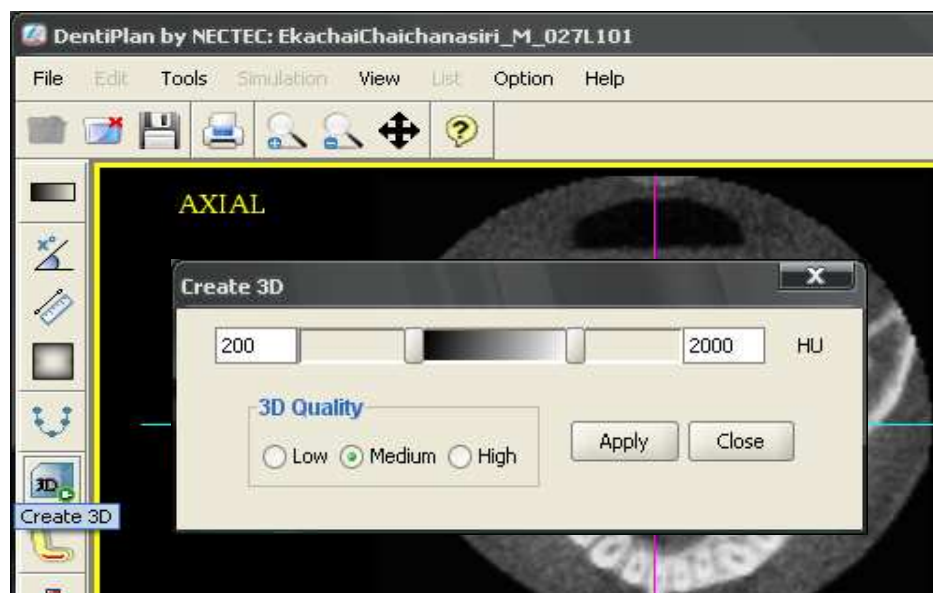 DentiPlan by NECTEC: EkachaiChaichanasiri_M_027L101
File Edit Tools Simulation View List Option Help
AXIAL
Create 3D
200 2000 HU
3D Quality
Low Medium High Apply Close
3D
Create 3D